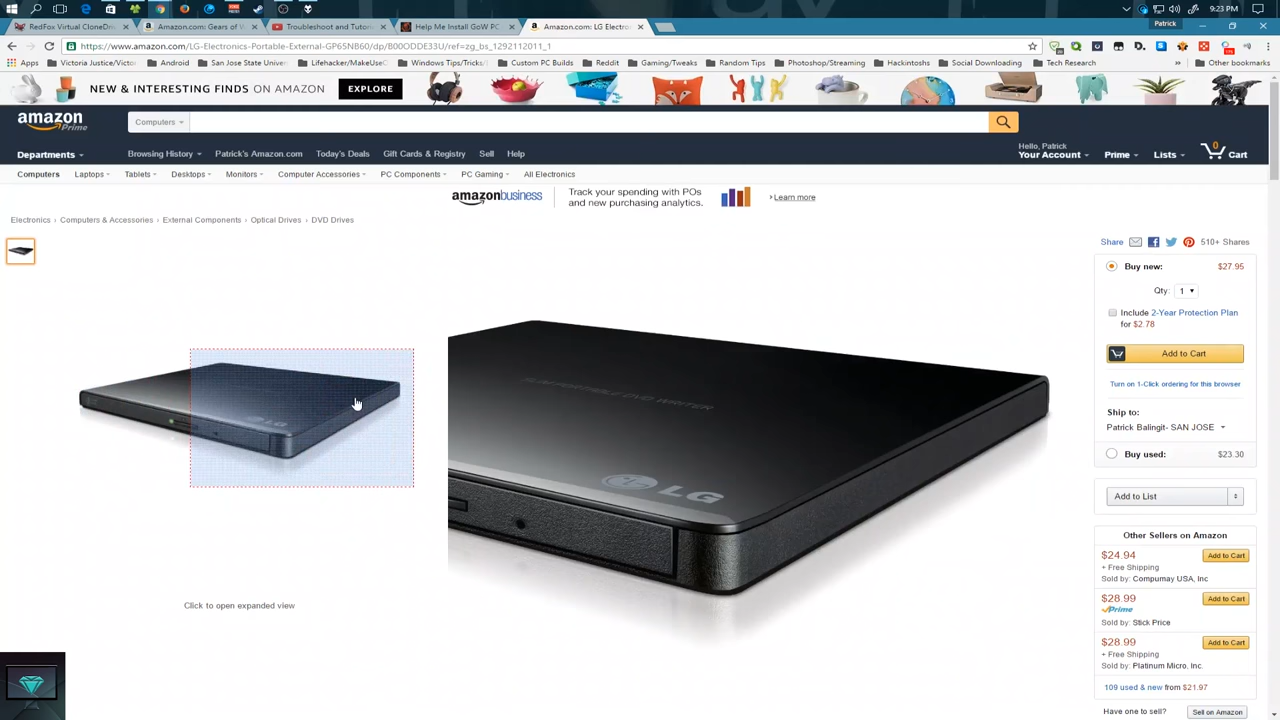 9:23 PM
RedFox Virtual CloneDri
Amazon.com: Gears of W
Troubleshoot and Tutori
Help Me Install GoW PC
Amazon.com: LG Electro
Patrick
https://www.amazon.com/LG-Electronics-Portable-External-GP65NB60/dp/B00ODDE33U/ref=zg_bs_1292112011_1
Apps Victoria Justice/Victor Android San Jose State Univer Lifehacker/MakeUseO Windows Tips/Tricks/ Custom PC Builds Reddit Gaming/Tweaks Random Tips Photoshop/Streaming Hackintoshs Social Downloading Tech Research » Other bookmarks
NEW & INTERESTING FINDS ON AMAZON EXPLORE
amazon Prime
Computers
Departments Browsing History Patrick's Amazon.com Today's Deals Gift Cards & Registry Sell Help
Hello, Patrick
Your Account Prime Lists 0 Cart
Computers Laptops Tablets Desktops Monitors Computer Accessories PC Components PC Gaming All Electronics
amazonbusiness
Track your spending with POs
and new purchasing analytics.
› Learn more
Electronics › Computers & Accessories › External Components › Optical Drives › DVD Drives
Share 510+ Shares
Buy new: $27.95
Qty: 1
Include 2-Year Protection Plan
for $2.78
Add to Cart
Turn on 1-Click ordering for this browser
Ship to:
Patrick Balingit- SAN JOSE
Buy used: $23.30
Add to List
LG
Click to open expanded view
Other Sellers on Amazon
$24.94 Add to Cart
+ Free Shipping
Sold by: Compumay USA, Inc
$28.99 Add to Cart
Prime
Sold by: Stick Price
$28.99 Add to Cart
+ Free Shipping
Sold by: Platinum Micro, Inc.
109 used & new from $21.97
Have one to sell? Sell on Amazon